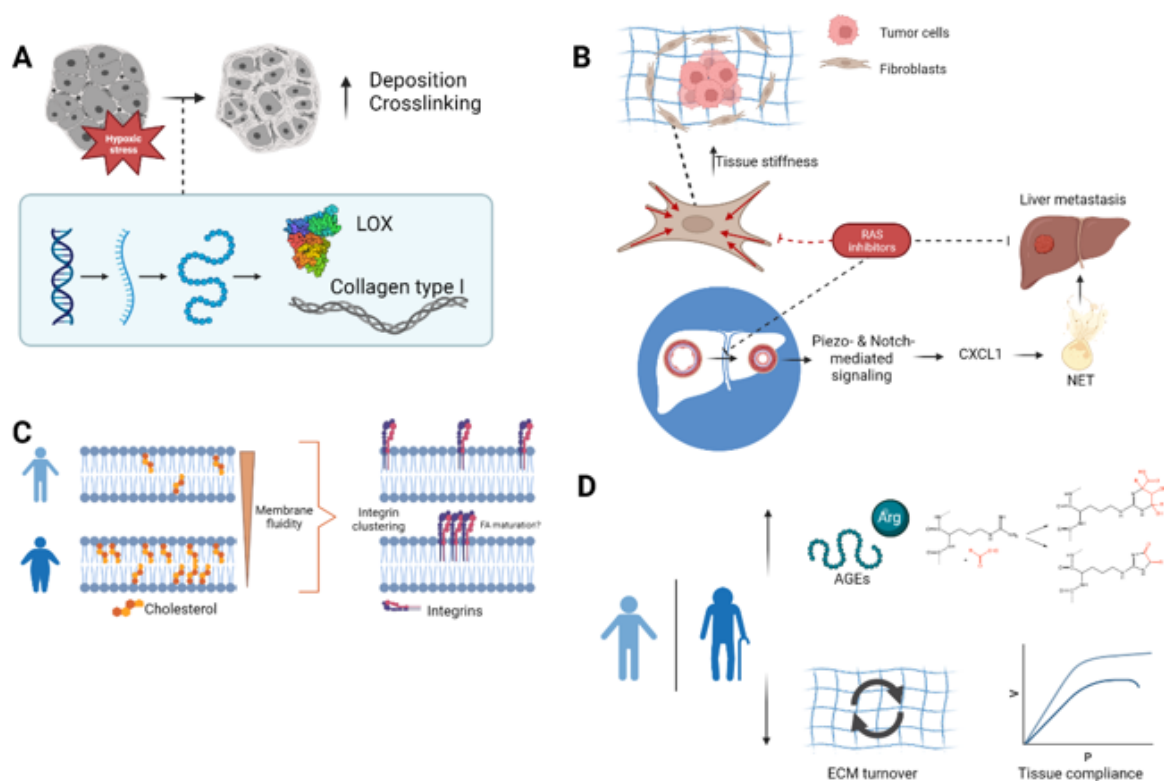 A
Hypoxic
stress
Deposition
Crosslinking
LOX
Collagen type I
B
Tumor cells
Fibroblasts
Tissue stiffness
RAS
inhibitors
Liver metastasis
Piezo- & Notch-
mediated
signaling
CXCL1
NET
C
Membrane
fluidity
Cholesterol
Integrin
clustering
FA maturation?
Integrins
D
Arg
AGEs
ECM turnover
V
P
Tissue compliance